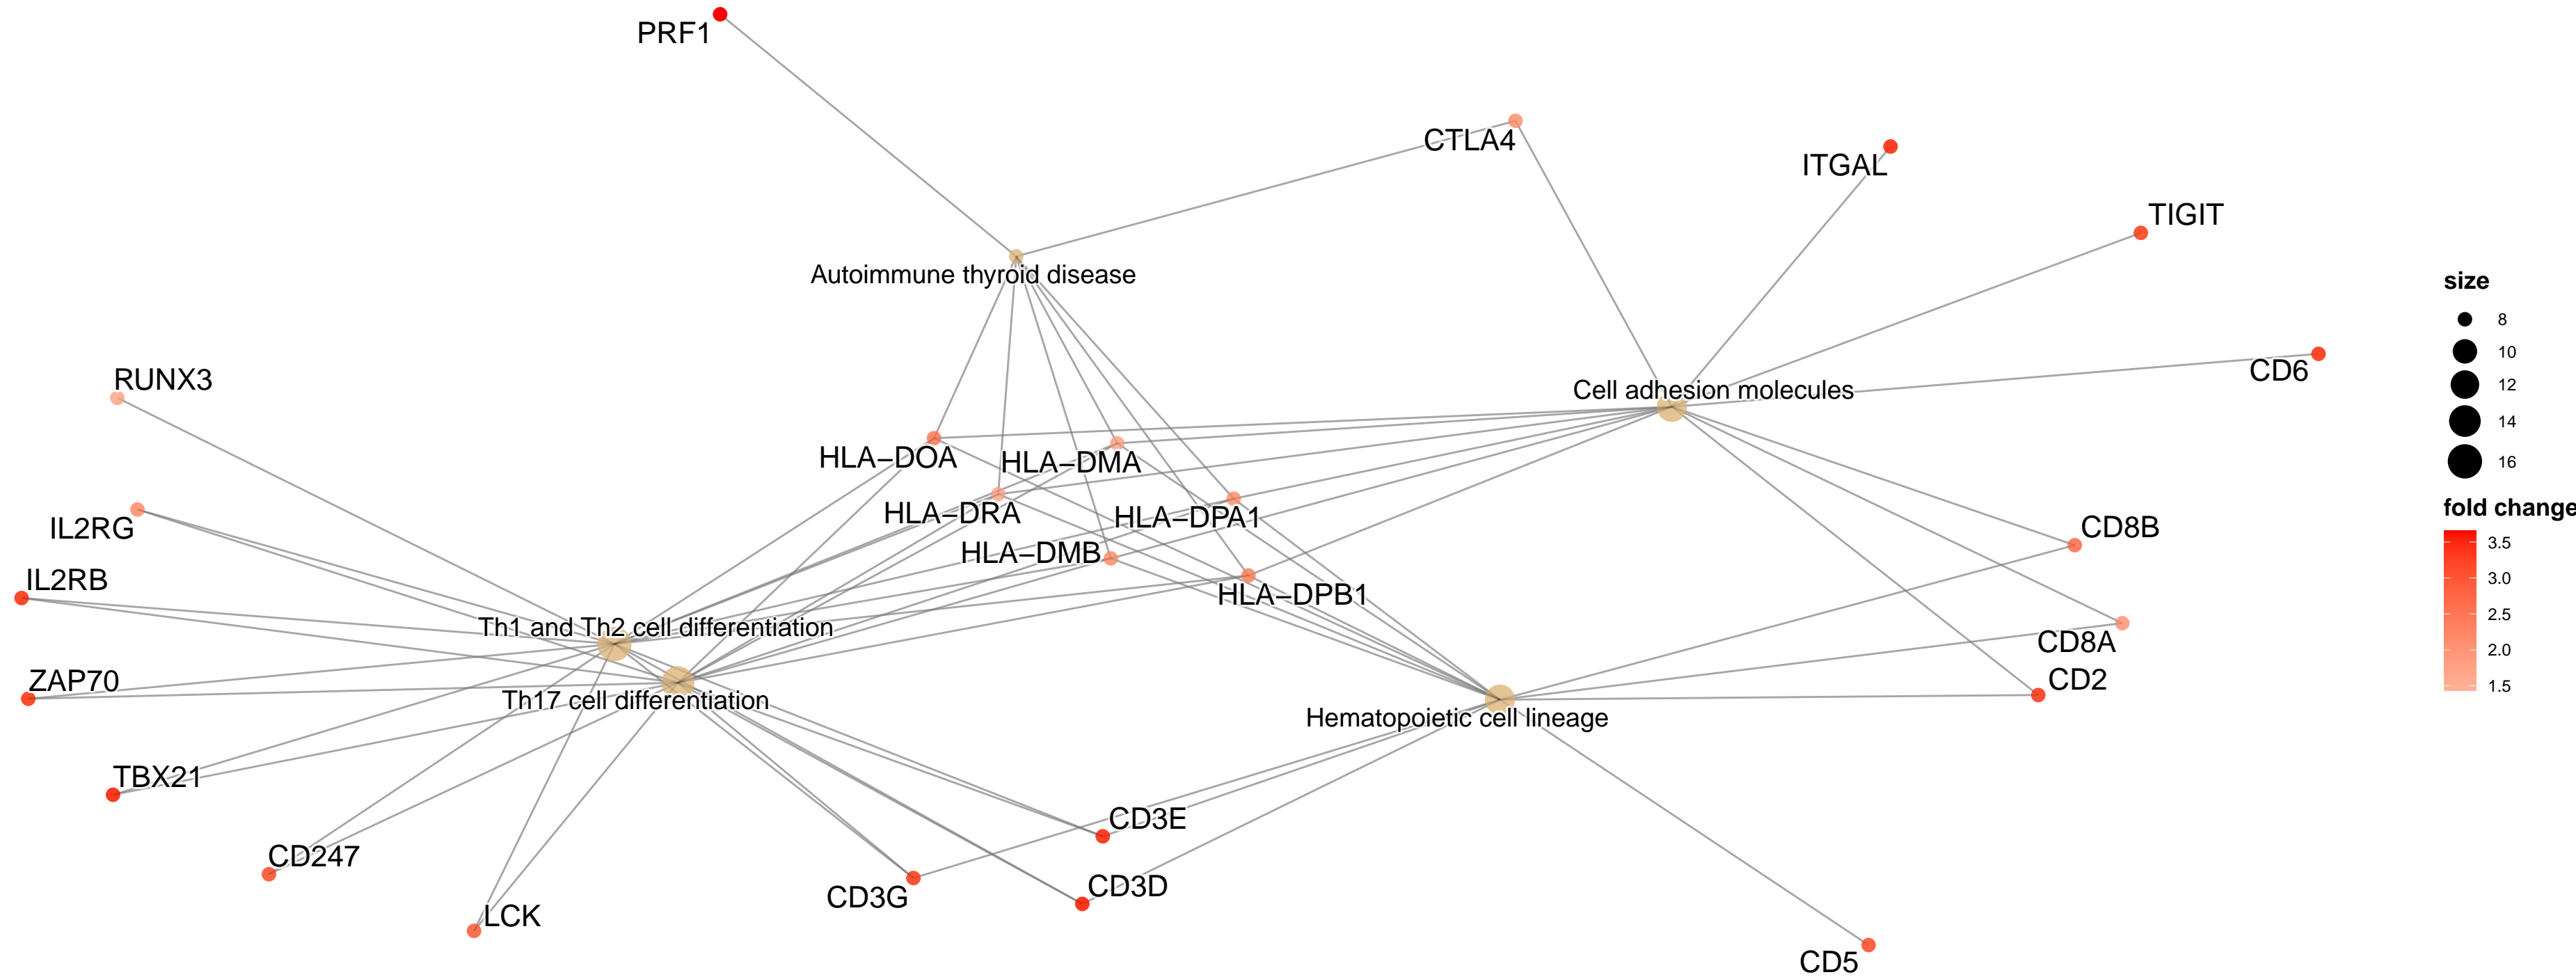 PRF1
CTLA4
ITGAL
TIGIT
Autoimmune thyroid disease
size
8
10
12
14
16
RUNX3
CD6
Cell adhesion molecules
HLA−DOA
HLA−DMA
HLA−DRA
HLA−DPA1
IL2RG
CD8B
HLA−DMB
IL2RB
HLA−DPB1
fold change
3.5
3.0
2.5
2.0
1.5
Th1 and Th2 cell differentiation
CD8A
ZAP70
CD2
Th17 cell differentiation
Hematopoietic cell lineage
TBX21
CD3E
CD247
CD3G
CD3D
LCK
CD5